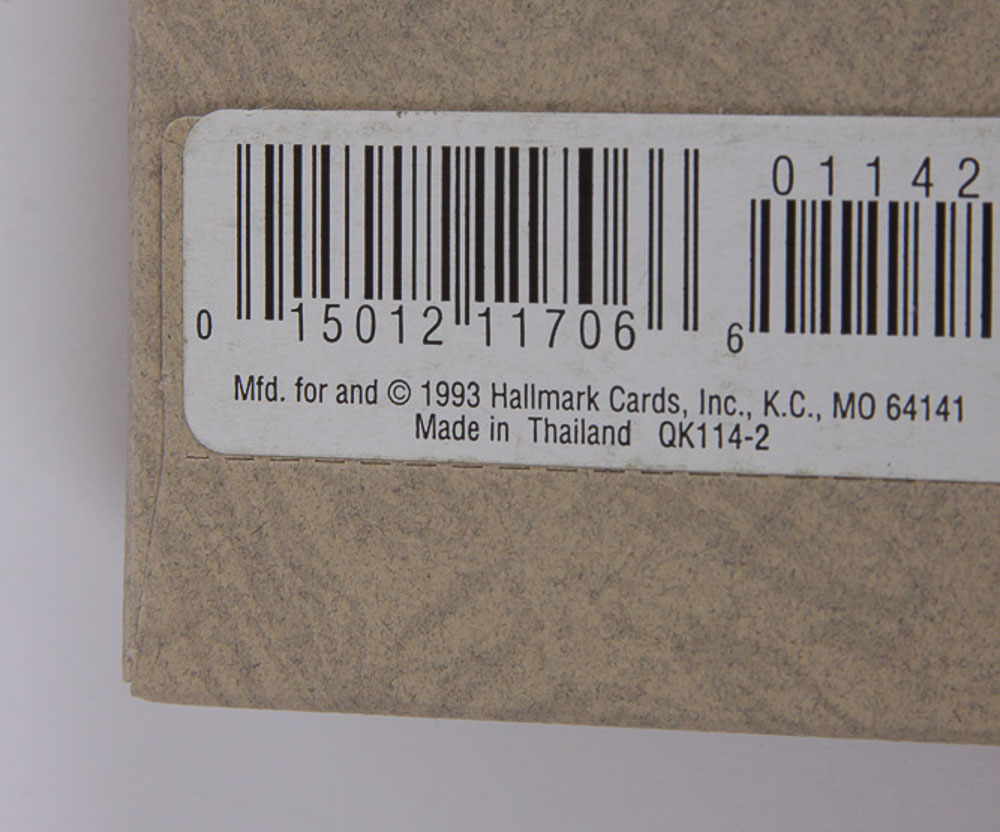 01142
0 15012 11706 6
Mfd. for and © 1993 Hallmark Cards, Inc., K.C., MO 64141
Made in Thailand QK114-2